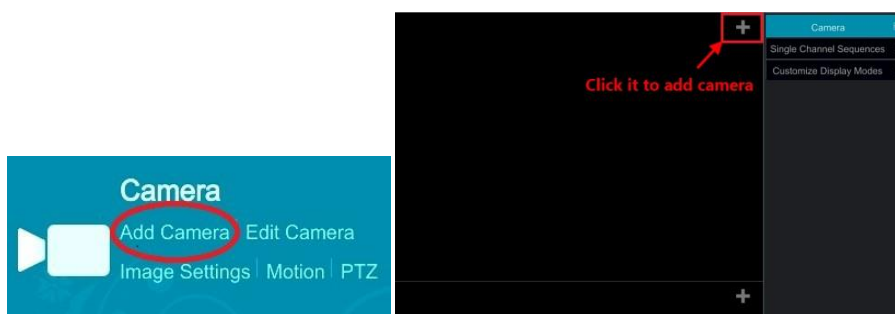 Camera
Add Camera Edit Camera
Image Settings Motion PTZ
Click it to add camera
Camera
Single Channel Sequences
Customize Display Modes